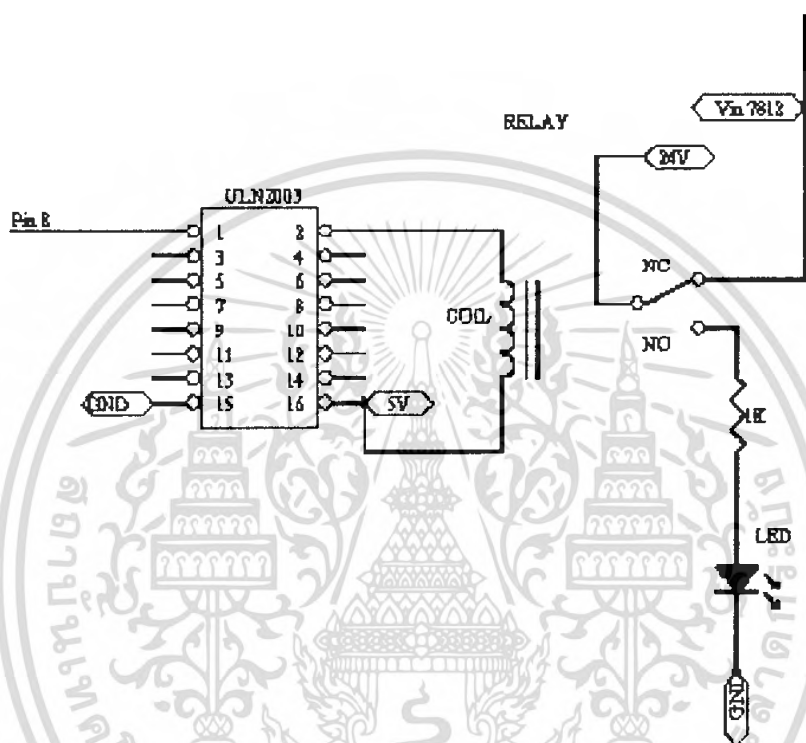 RELAY
Vin 7812
ULN2003
Pin 8
1 2
3 4
5 6
7 8
9 10
11 12
13 14
15 16
GND
5V
COIL
NC
NO
1K
LED
GND